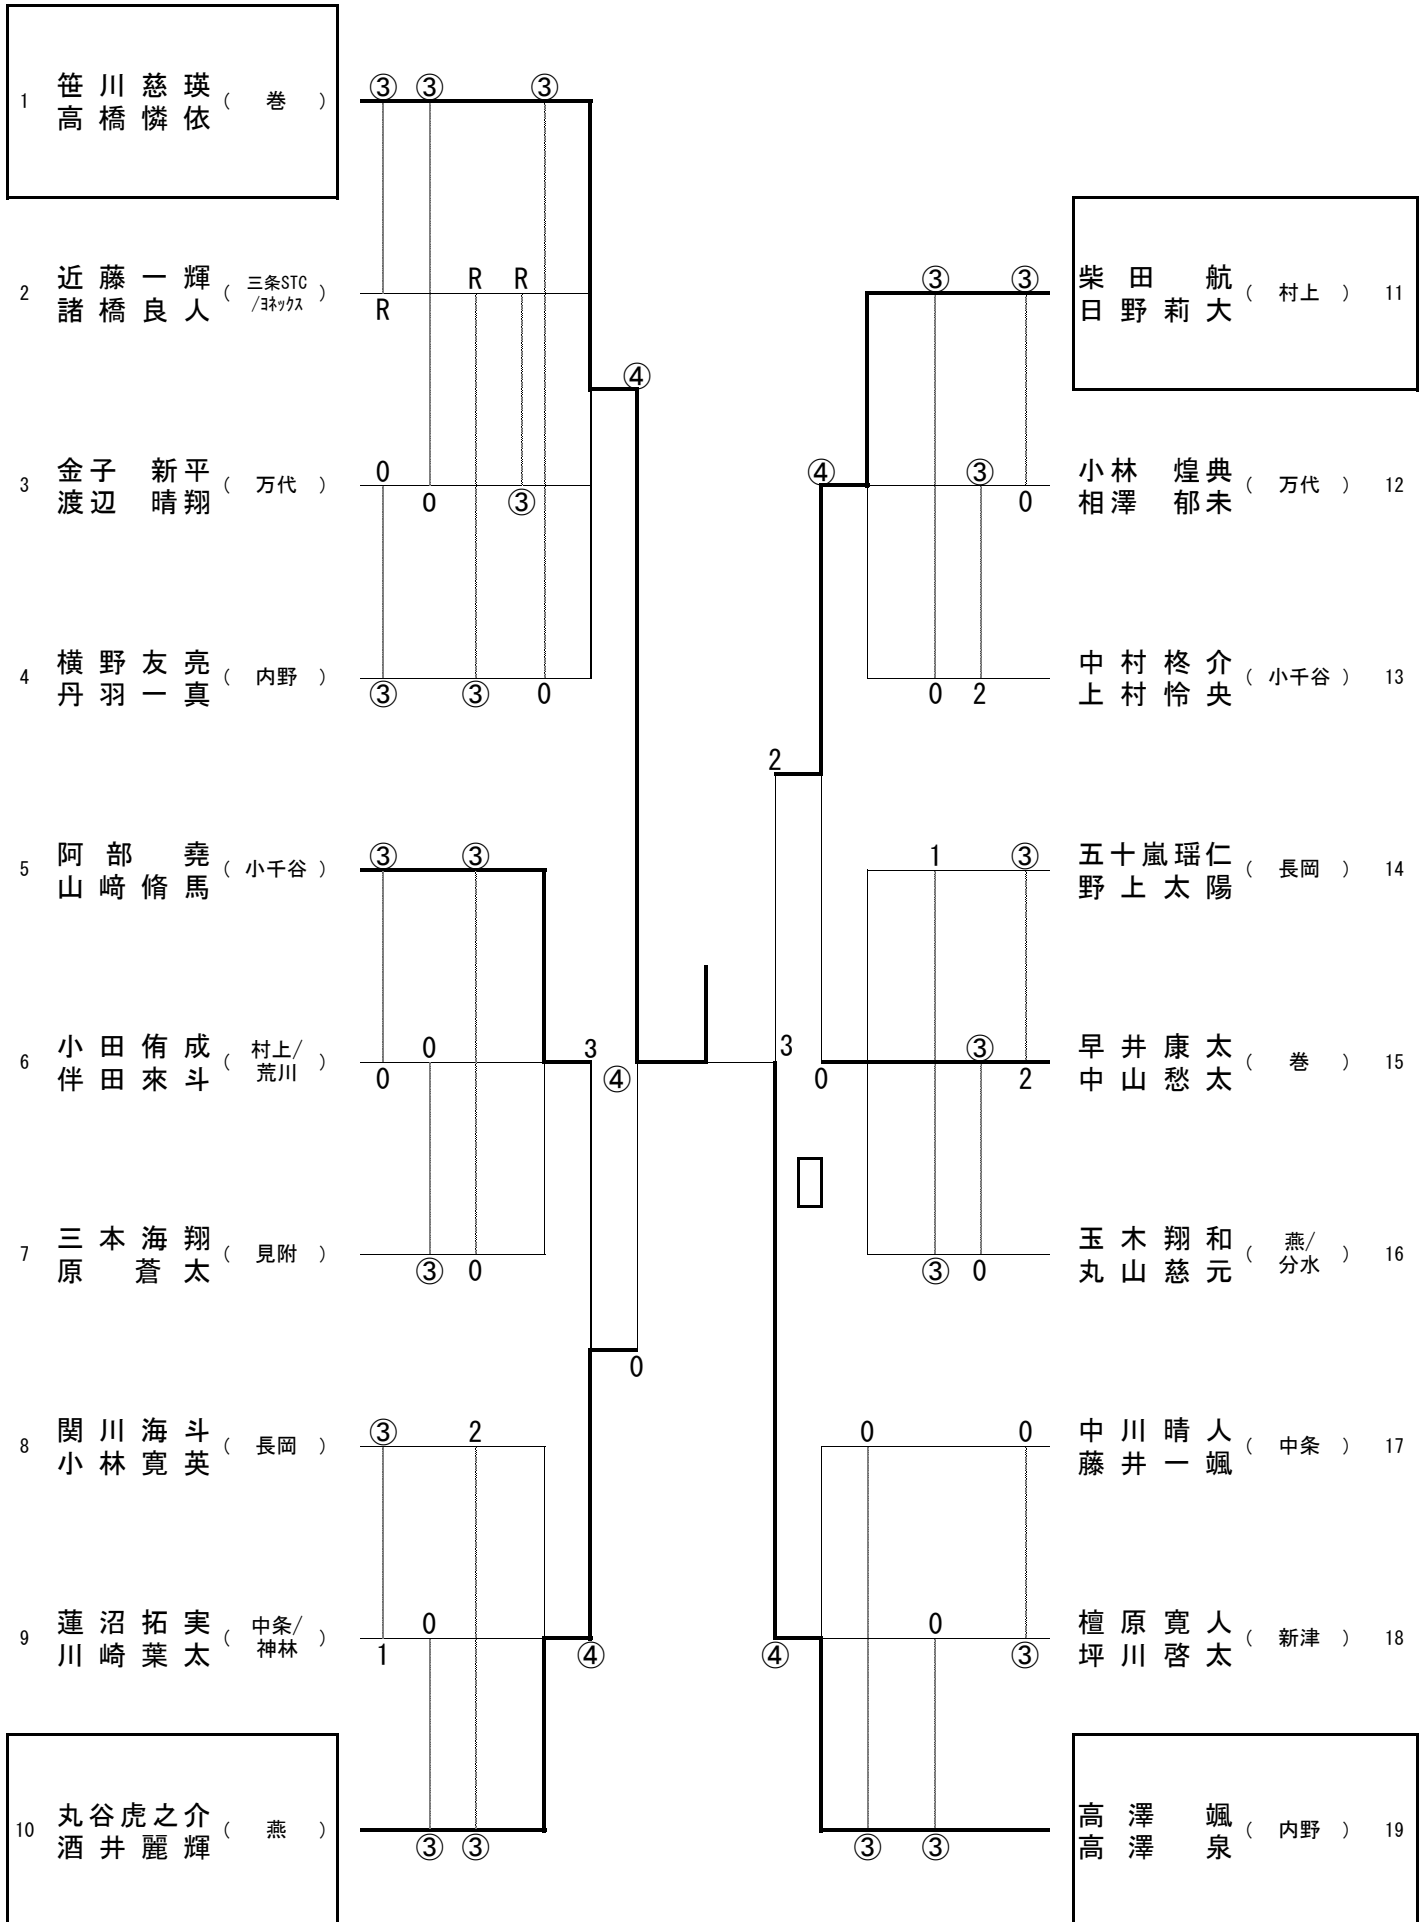 ③ ③ ③
1 笹川慈瑛 高橋憐依 ( 巻 )
2 近藤一輝 諸橋良人 ( 三条STC /ヨネックス )
R R
R
柴田 航 日野莉大 ( 村上 ) 11
③ ③
④
3 金子 新平 渡辺 晴翔 ( 万代 )
0
0 ③
小林 煌典 相澤 郁未 ( 万代 ) 12
④ ③
0
4 横野友亮 丹羽一真 ( 内野 )
③ ③ 0
中村柊介 上村怜央 ( 小千谷 ) 13
0 2
2
5 阿部 堯 山﨑脩馬 ( 小千谷 )
③ ③
五十嵐瑶仁 野上太陽 ( 長岡 ) 14
1 ③
6 小田侑成 伴田來斗 ( 村上/ 荒川 )
0 3
0 ④
早井康太 中山愁太 ( 巻 ) 15
3 ③
0 2
7 三本海翔 原 蒼太 ( 見附 )
③ 0
玉木翔和 丸山慈元 ( 燕/ 分水 ) 16
③ 0
0
8 関川海斗 小林寛英 ( 長岡 )
③ 2
中川晴人 藤井一颯 ( 中条 ) 17
0 0
9 蓮沼拓実 川崎葉太 ( 中条/ 神林 )
0
1 ④
檀原寛人 坪川啓太 ( 新津 ) 18
0
④ ③
10 丸谷虎之介 酒井麗輝 ( 燕 )
③ ③
高澤 颯 高澤 泉 ( 内野 ) 19
③ ③